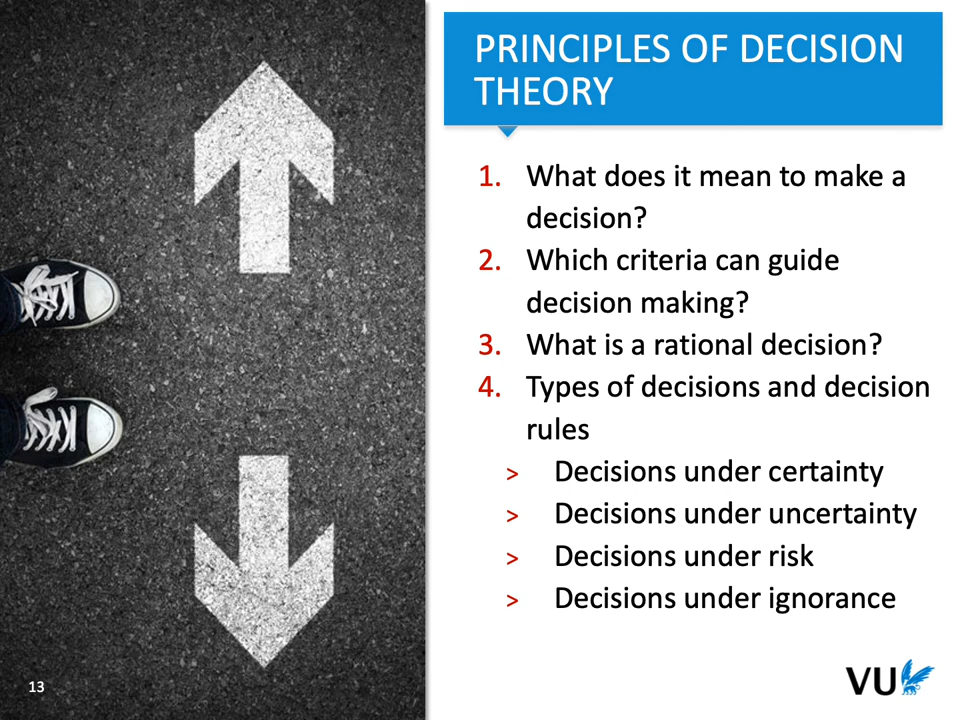 PRINCIPLES OF DECISION
THEORY
1. What does it mean to make a
decision?
2. Which criteria can guide
decision making?
3. What is a rational decision?
4. Types of decisions and decision
rules
> Decisions under certainty
> Decisions under uncertainty
> Decisions under risk
> Decisions under ignorance
13
VU